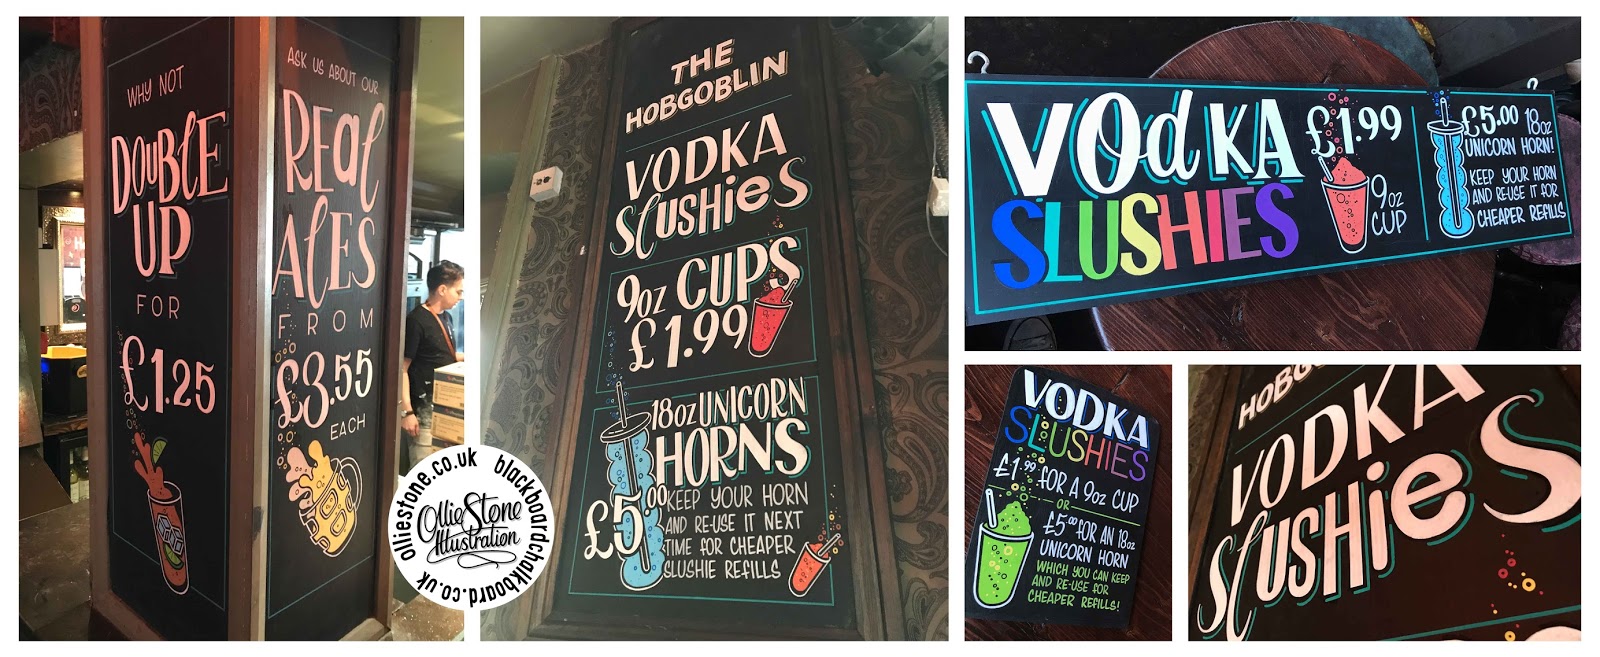 WHY NOT
DOUBLE
UP
FOR
£1.25
ASK US ABOUT OUR
REAL
ALES
FROM
£3.55
EACH
olliestone.co.uk blackboardchalkboard.co.uk
Ollie Stone
Illustration
THE
HOBGOBLIN
VODKA
SLUSHIES
9oz CUPS
£1.99
18oz UNICORN
HORNS
£5.00
KEEP YOUR HORN
AND RE-USE IT NEXT
TIME FOR CHEAPER
SLUSHIE REFILLS
VOdKA
SLUSHIES
£1.99
9oz
CUP
£5.00 18oz
UNICORN HORN!
KEEP YOUR HORN
AND RE-USE IT FOR
CHEAPER REFILLS
VODKA
SLUSHIES
£1.99 FOR A 9oz CUP
OR
£5.00 FOR AN 18oz
UNICORN HORN
WHICH YOU CAN KEEP
AND RE-USE FOR
CHEAPER REFILLS!
HOBGO
VODKA
SLUSHIES